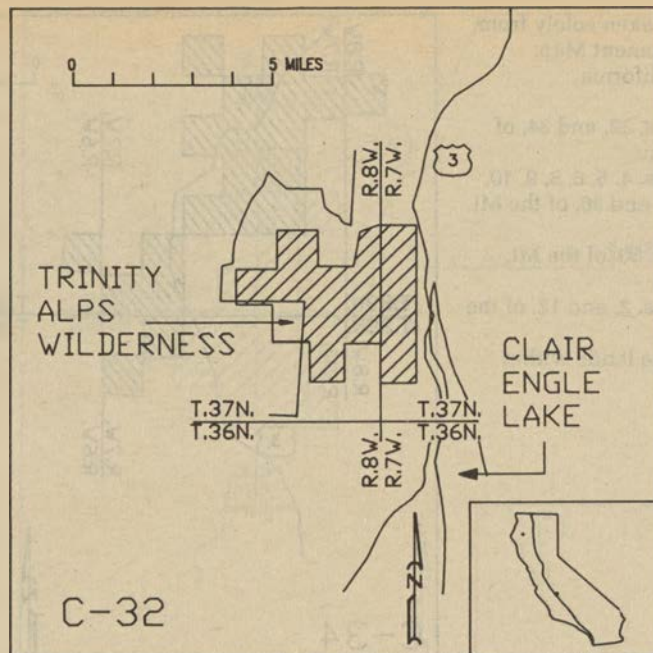 0 5 MILES
R.8W.
R.7W.
3
TRINITY
ALPS
WILDERNESS
CLAIR
ENGLE
LAKE
T.37N. T.37N.
T.36N. T.36N.
R.8W.
R.7W.
N
C-32